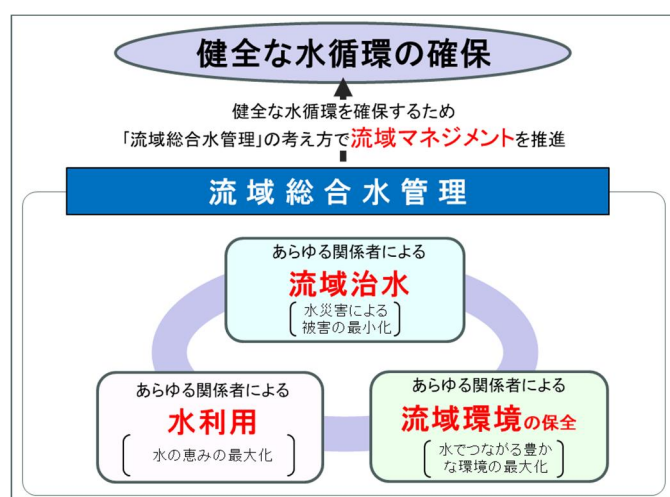 健全な水循環の確保
健全な水循環を確保するため
「流域総合水管理」の考え方で流域マネジメントを推進
流域総合水管理
あらゆる関係者による
流域治水
水災害による
被害の最小化
あらゆる関係者による
水利用
水の恵みの最大化
あらゆる関係者による
流域環境の保全
水でつながる豊か
な環境の最大化